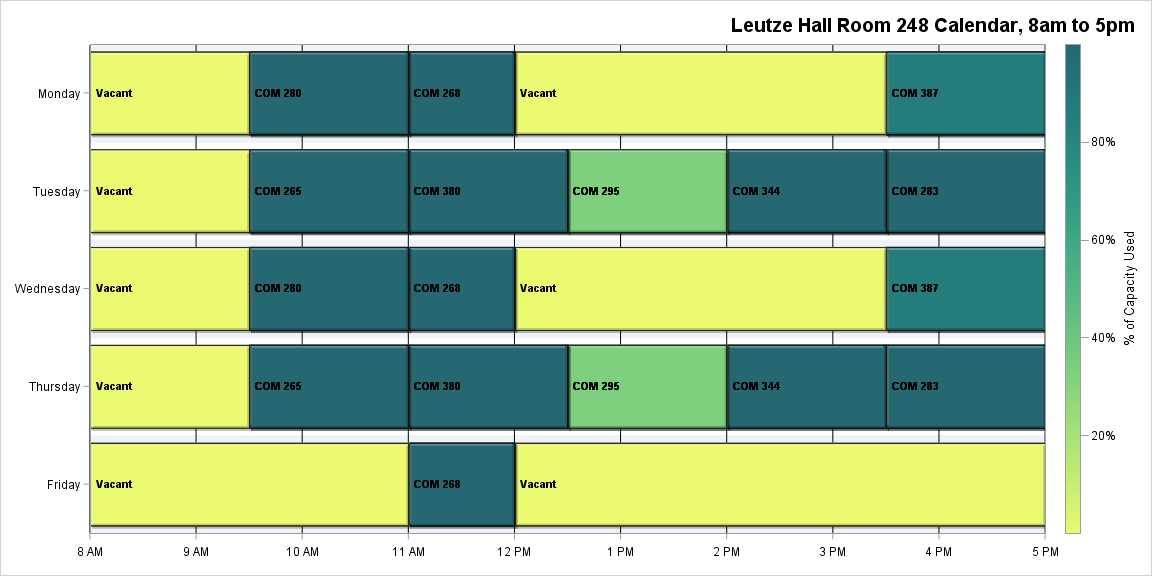 Leutze Hall Room 248 Calendar, 8am to 5pm
Monday
Vacant
COM 280
COM 268
Vacant
COM 387
Tuesday
Vacant
COM 265
COM 380
COM 295
COM 344
COM 283
Wednesday
Vacant
COM 280
COM 268
Vacant
COM 387
Thursday
Vacant
COM 265
COM 380
COM 295
COM 344
COM 283
Friday
Vacant
COM 268
Vacant
8 AM
9 AM
10 AM
11 AM
12 PM
1 PM
2 PM
3 PM
4 PM
5 PM
80%
60%
40%
20%
% of Capacity Used